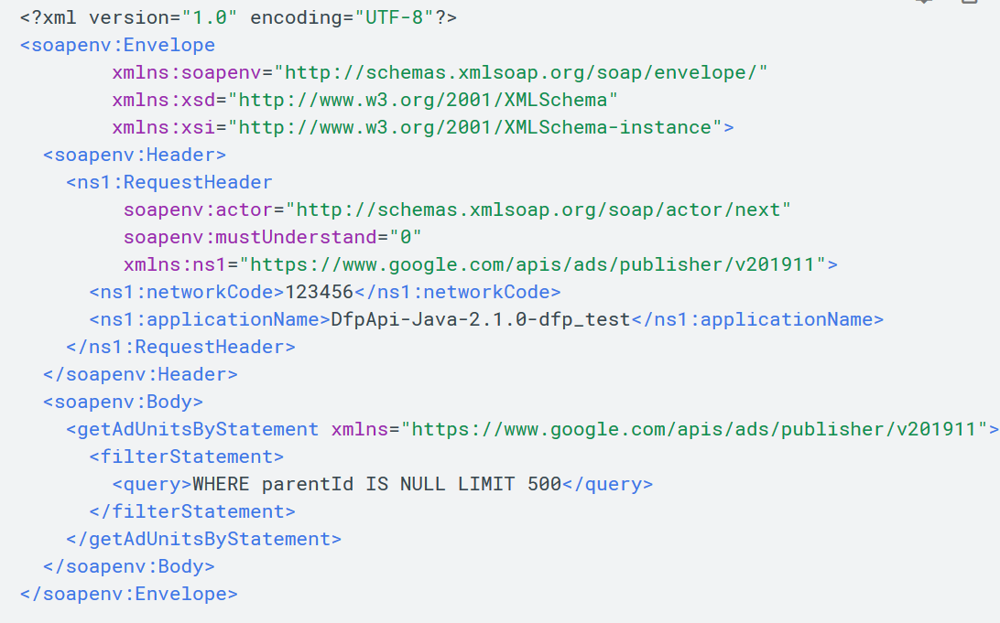 <?xml version="1.0" encoding="UTF-8"?>
<soapenv:Envelope
        xmlns:soapenv="http://schemas.xmlsoap.org/soap/envelope/"
        xmlns:xsd="http://www.w3.org/2001/XMLSchema"
        xmlns:xsi="http://www.w3.org/2001/XMLSchema-instance">
  <soapenv:Header>
    <ns1:RequestHeader
         soapenv:actor="http://schemas.xmlsoap.org/soap/actor/next"
         soapenv:mustUnderstand="0"
         xmlns:ns1="https://www.google.com/apis/ads/publisher/v201911">
      <ns1:networkCode>123456</ns1:networkCode>
      <ns1:applicationName>DfpApi-Java-2.1.0-dfp_test</ns1:applicationName>
    </ns1:RequestHeader>
  </soapenv:Header>
  <soapenv:Body>
    <getAdUnitsByStatement xmlns="https://www.google.com/apis/ads/publisher/v201911">
      <filterStatement>
        <query>WHERE parentId IS NULL LIMIT 500</query>
      </filterStatement>
    </getAdUnitsByStatement>
  </soapenv:Body>
</soapenv:Envelope>